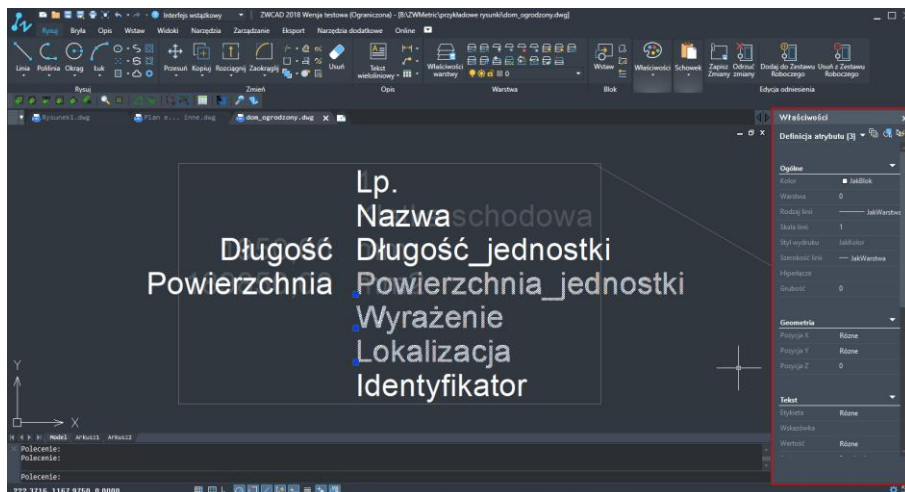 Interfejs wstążkowy
ZWCAD 2018 Wersja testowa (Ograniczona) - [B:\ZWMetric\przykładowe rysunki\dom_ogrodzony.dwg]
Rysuj Bryła Opis Wstaw Widoki Narzędzia Zarządzanie Eksport Narzędzia dodatkowe Online
Linia Polilinia Okrąg Łuk Przesuń Kopiuj Rozciągnij Zaokrąglij Usuń Tekst wieloliniowy Właściwości warstwy Wstaw Właściwości Schowek Zapisz Zmiany Odrzuć zmiany Dodaj do Zestawu Roboczego Usuń z Zestawu Roboczego
Rysuj Zmień Opis Warstwa Blok Edycja odniesienia
Rysunek1.dwg Plan e... inne.dwg dom_ogrodzony.dwg
Właściwości
Definicja atrybutu (3)
Ogólne
Kolor JakBlok
Warstwa 0
Rodzaj linii JakWarstwa
Skala linii 1
Styl wydruku JakKolor
Szerokość linii JakWarstwa
Hiperłącze
Grubość 0
Geometria
Pozycja X Różne
Pozycja Y Różne
Pozycja Z 0
Tekst
Etykieta Różne
Wskazówka
Wartość Różne
Lp.
Nazwa schodowa
Długość Długość_jednostki
Powierzchnia Powierzchnia_jednostki
Wyrażenie
Lokalizacja
Identyfikator
Y
X
Model Arkusz1 Arkusz2
Polecenie:
Polecenie:
Polecenie: